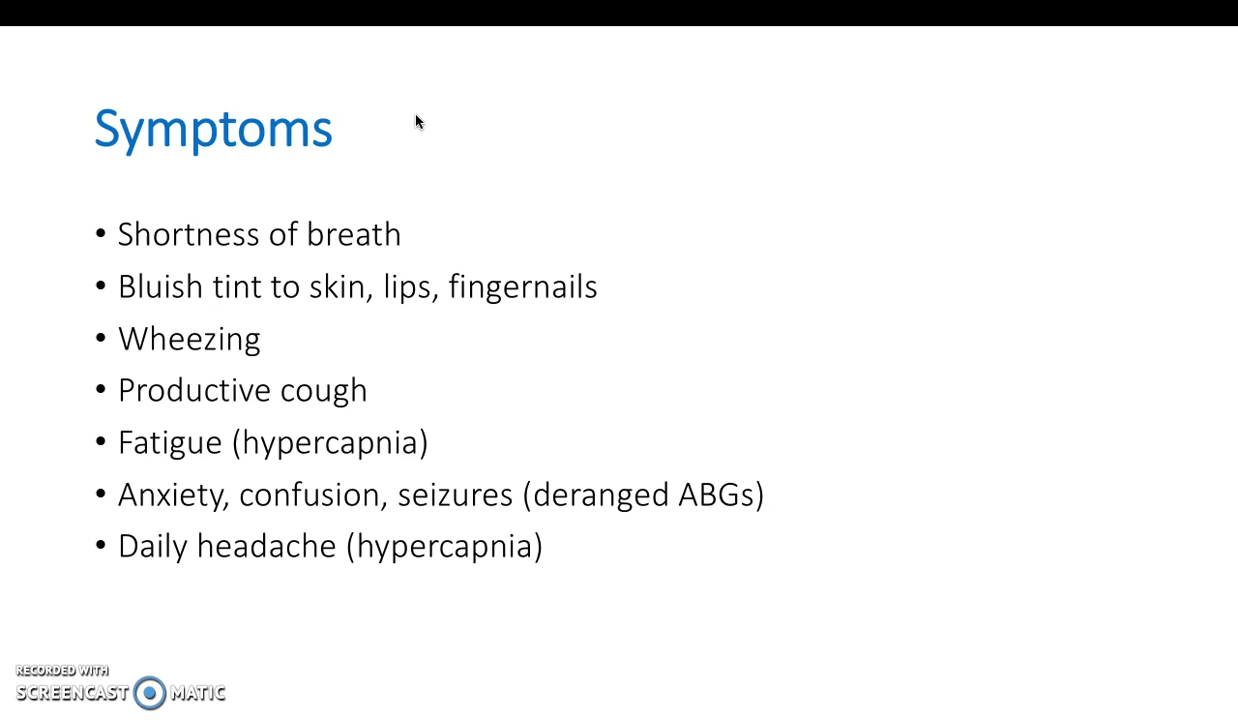 Symptoms
• Shortness of breath
• Bluish tint to skin, lips, fingernails
• Wheezing
• Productive cough
• Fatigue (hypercapnia)
• Anxiety, confusion, seizures (deranged ABGs)
• Daily headache (hypercapnia)
RECORDED WITH
SCREENCAST MATIC